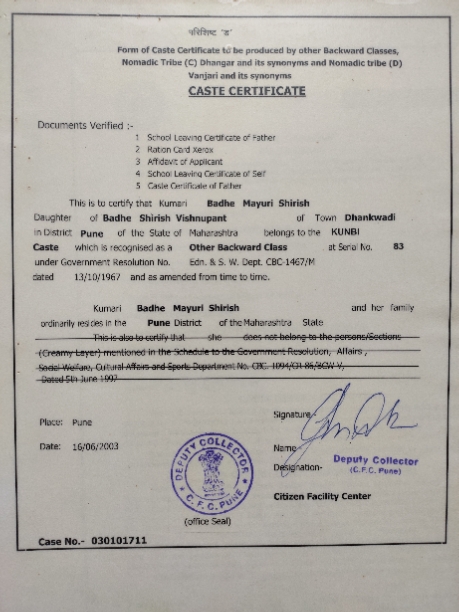 परिशिष्ट 'ड'
Form of Caste Certificate to be produced by other Backward Classes,
Nomadic Tribe (C) Dhangar and its synonyms and Nomadic tribe (D)
Vanjari and its synonyms
CASTE CERTIFICATE
Documents Verified :-
1 School Leaving Certificate of Father
2 Ration Card Xerox
3 Affidavit of Applicant
4 School Leaving Certificate of Self
5 Caste Certificate of Father
This is to certify that Kumari Badhe Mayuri Shirish
Daughter of Badhe Shirish Vishnupant of Town Dhankwadi
in District Pune of the State of Maharashtra belongs to the KUNBI
Caste which is recognised as a Other Backward Class at Serial No. 83
under Government Resolution No. Edn. & S. W. Dept. CBC-1467/M
dated 13/10/1967 and as amended from time to time.
Kumari Badhe Mayuri Shirish and her family
ordinarily resides in the Pune District of the Maharashtra State
This is also to certify that she does not belong to the persons/Sections
(Creamy Layer) mentioned in the Schedule to the Government Resolution, Affairs ,
Social Welfare, Cultural Affairs and Sports Department No. CBC. 1094/CR-86/BCW-V,
Dated 5th June 1997
Place: Pune
Signature
Date: 16/06/2003
Name
Designation- Deputy Collector
(C.F.C. Pune)
Citizen Facility Center
DEPUTY COLLECTOR
C. F. C. PUNE
(office Seal)
Case No.- 030101711